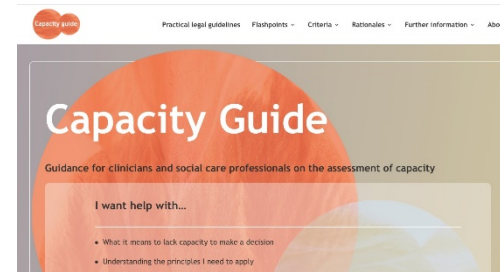 Capacity guide
Practical legal guidelines Flashpoints Criteria Rationales Further information Abo
Capacity Guide
Guidance for clinicians and social care professionals on the assessment of capacity
I want help with...
• What it means to lack capacity to make a decision
• Understanding the principles I need to apply